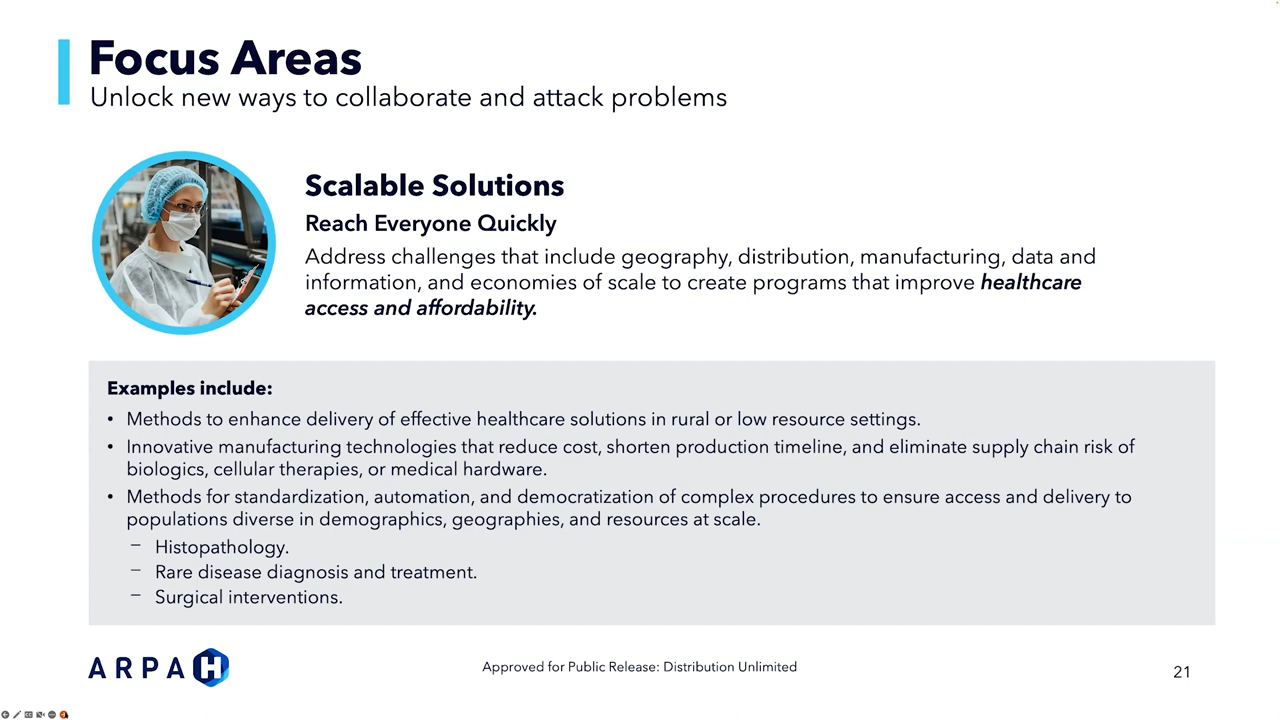 Focus Areas
Unlock new ways to collaborate and attack problems
Scalable Solutions
Reach Everyone Quickly
Address challenges that include geography, distribution, manufacturing, data and
information, and economies of scale to create programs that improve healthcare
access and affordability.
Examples include:
• Methods to enhance delivery of effective healthcare solutions in rural or low resource settings.
• Innovative manufacturing technologies that reduce cost, shorten production timeline, and eliminate supply chain risk of
biologics, cellular therapies, or medical hardware.
• Methods for standardization, automation, and democratization of complex procedures to ensure access and delivery to
populations diverse in demographics, geographies, and resources at scale.
– Histopathology.
– Rare disease diagnosis and treatment.
– Surgical interventions.
ARPA H
Approved for Public Release: Distribution Unlimited
21